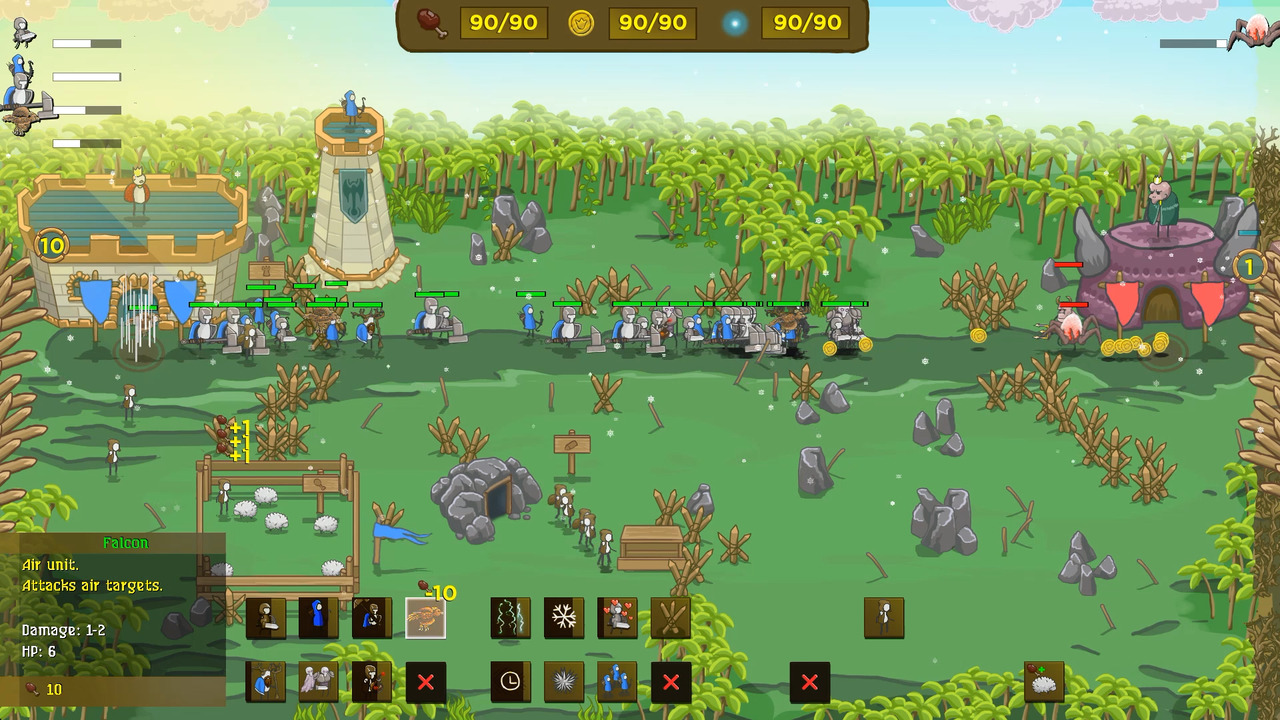 90/90
90/90
90/90
10
1
+1
+1
+1
-10
Falcon
Air unit.
Attacks air targets.
Damage: 1-2
HP: 6
10